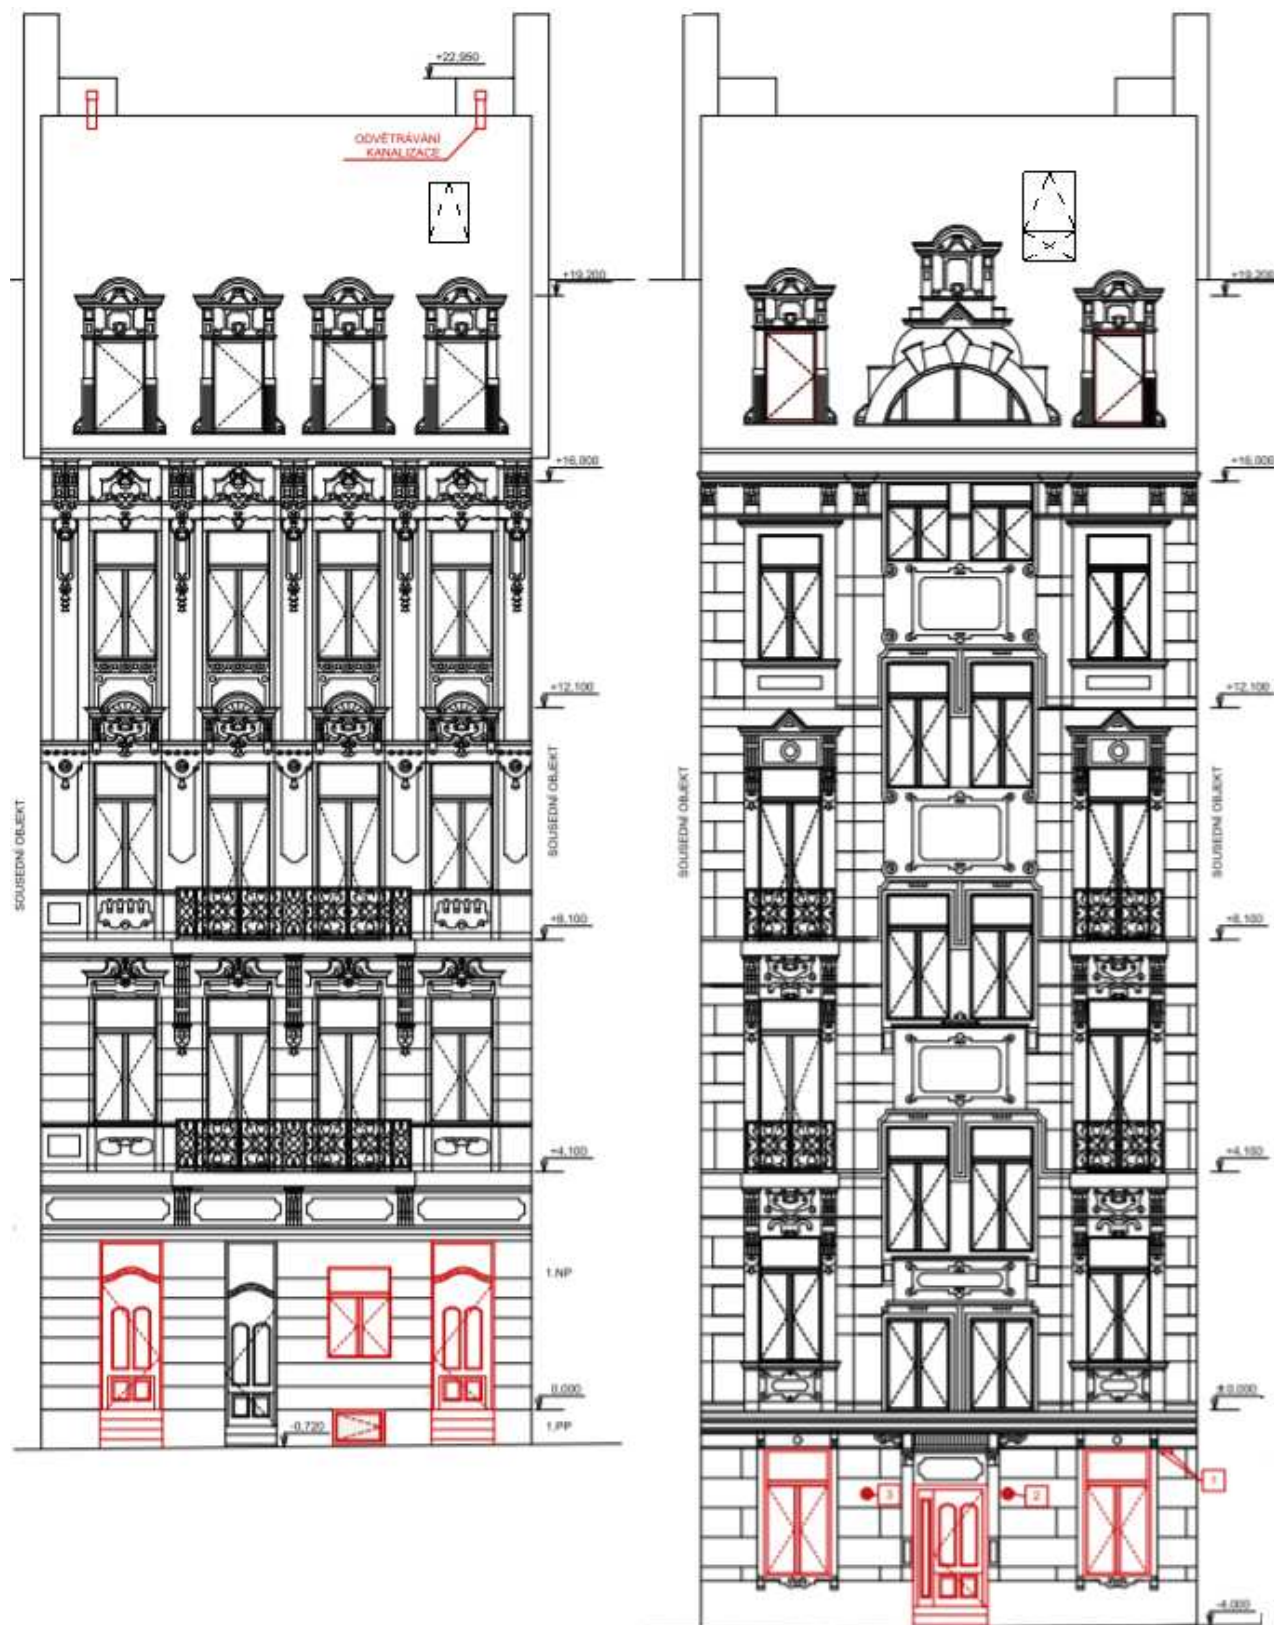 +22,950
ODVĚTRÁVÁNÍ
KANALIZACE
+19,200
+16,000
+12,100
SOUSEDNÍ OBJEKT
SOUSEDNÍ OBJEKT
+8,100
+4,100
1.NP
0,000
-0,720
1.PP
+19,200
+16,000
+12,100
SOUSEDNÍ OBJEKT
SOUSEDNÍ OBJEKT
+8,100
+4,100
±0,000
1
3
2
-4,000